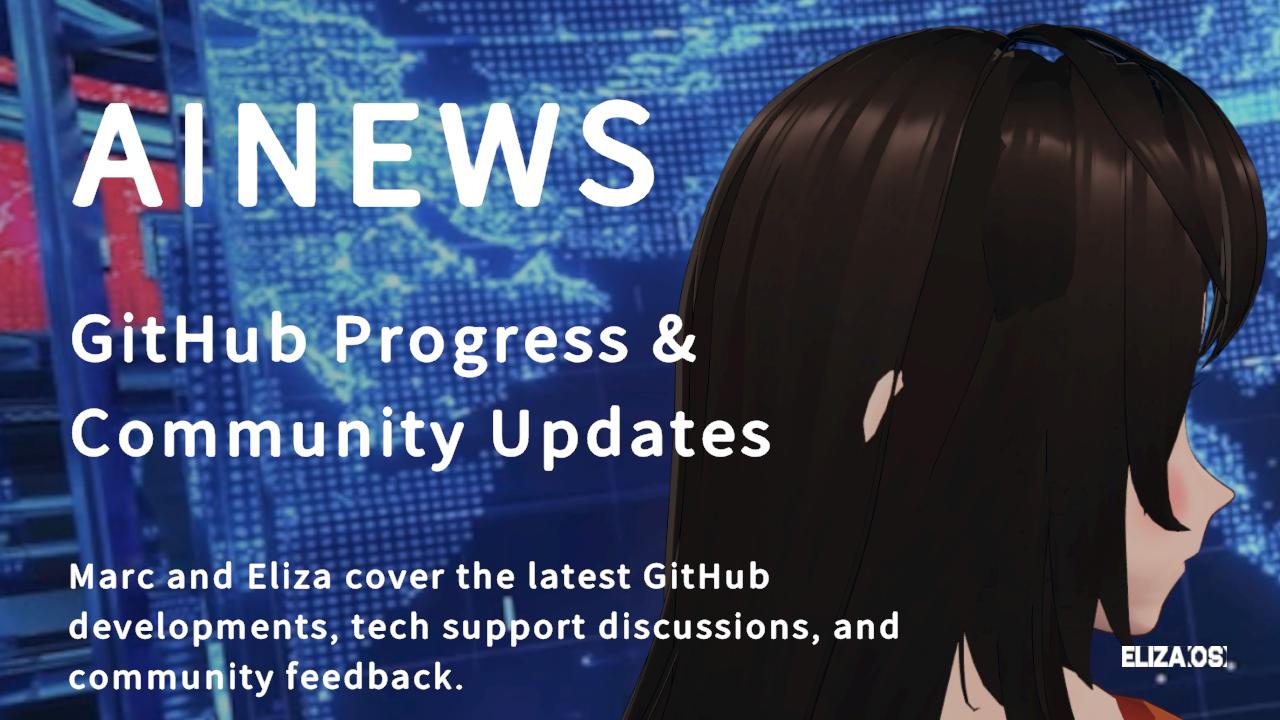 AINEWS
GitHub Progress &
Community Updates
Marc and Eliza cover the latest GitHub
developments, tech support discussions, and
community feedback.
ELIZA[OS]